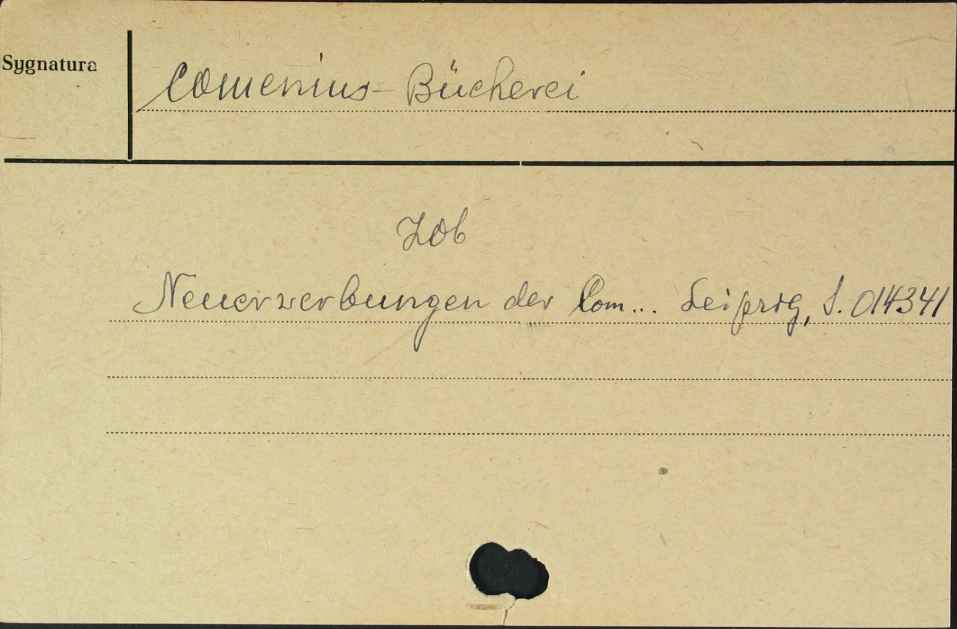 Sygnatura
Comenius-Bücherei
Zob
Neuerwerbungen der Com... Leipzig, S. 014341